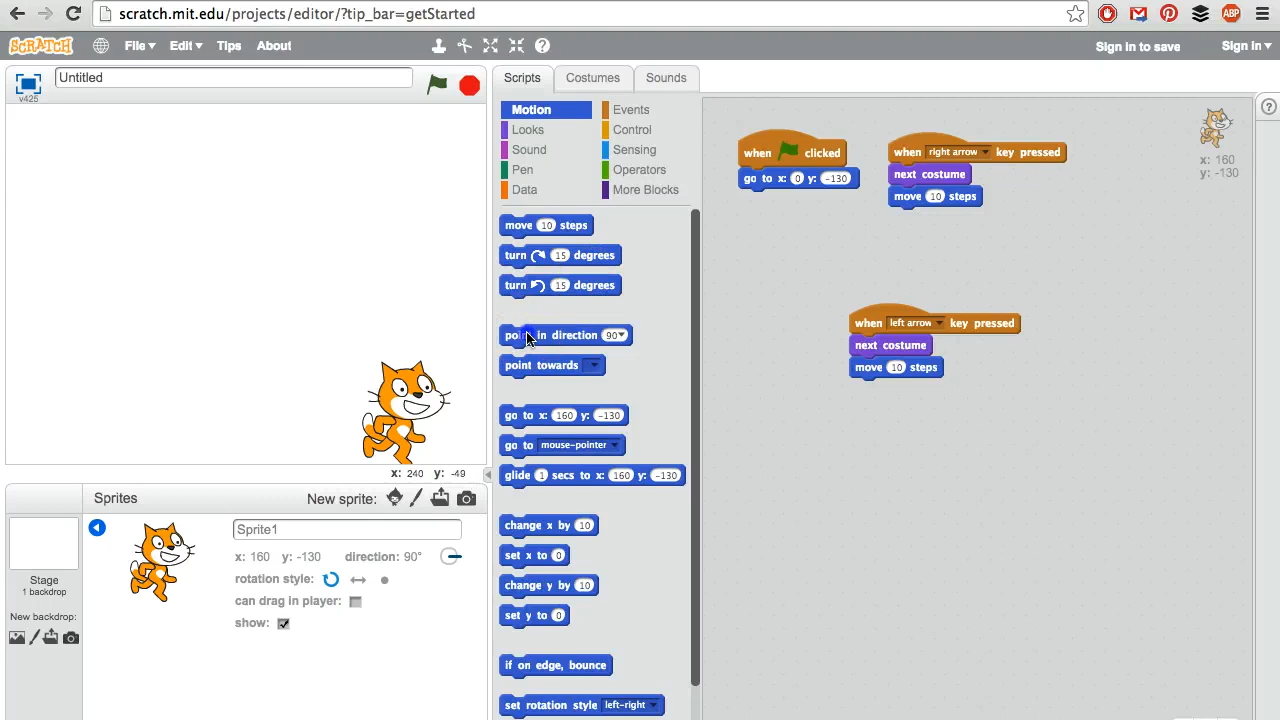 scratch.mit.edu/projects/editor/?tip_bar=getStarted
ABP
SCRATCH
File
Edit
Tips
About
Sign in to save
Sign in
Untitled
v425
Scripts
Costumes
Sounds
Motion
Events
Looks
Control
Sound
Sensing
Pen
Operators
Data
More Blocks
move 10 steps
turn 15 degrees
turn 15 degrees
point in direction 90
point towards
go to x: 160 y: -130
go to mouse-pointer
glide 1 secs to x: 160 y: -130
change x by 10
set x to 0
change y by 10
set y to 0
if on edge, bounce
set rotation style left-right
when clicked
go to x: 0 y: -130
when right arrow key pressed
next costume
move 10 steps
when left arrow key pressed
next costume
move 10 steps
x: 160
y: -130
x: 240 y: -49
Sprites
New sprite:
Stage
1 backdrop
New backdrop:
Sprite1
x: 160 y: -130 direction: 90°
rotation style:
can drag in player:
show: